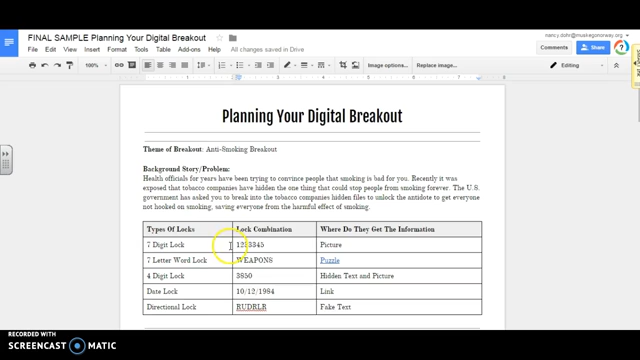 FINAL SAMPLE Planning Your Digital Breakout
File Edit View Insert Format Tools Table Add-ons Help All changes saved in Drive
Comments Share
100% Image options... Replace image... Editing
Planning Your Digital Breakout
Theme of Breakout: Anti-Smoking Breakout
Background Story/Problem:
Health officials for years have been trying to convince people that smoking is bad for you. Recently it was
exposed that tobacco companies have hidden the one thing that could stop people from smoking forever. The U.S.
government has asked you to break into the tobacco companies hidden files to unlock the antidote to get everyone
not hooked on smoking, saving everyone from the harmful effect of smoking.
Types of Locks Lock Combination Where Do They Get The Information
7 Digit Lock Picture
7 Letter Word Lock WEAPONS Puzzle
4 Digit Lock 3850 Hidden Text and Picture
Date Lock 10/12/1984 Link
Directional Lock RUDRLR Fake Text
RECORDED WITH
SCREENCAST MATIC